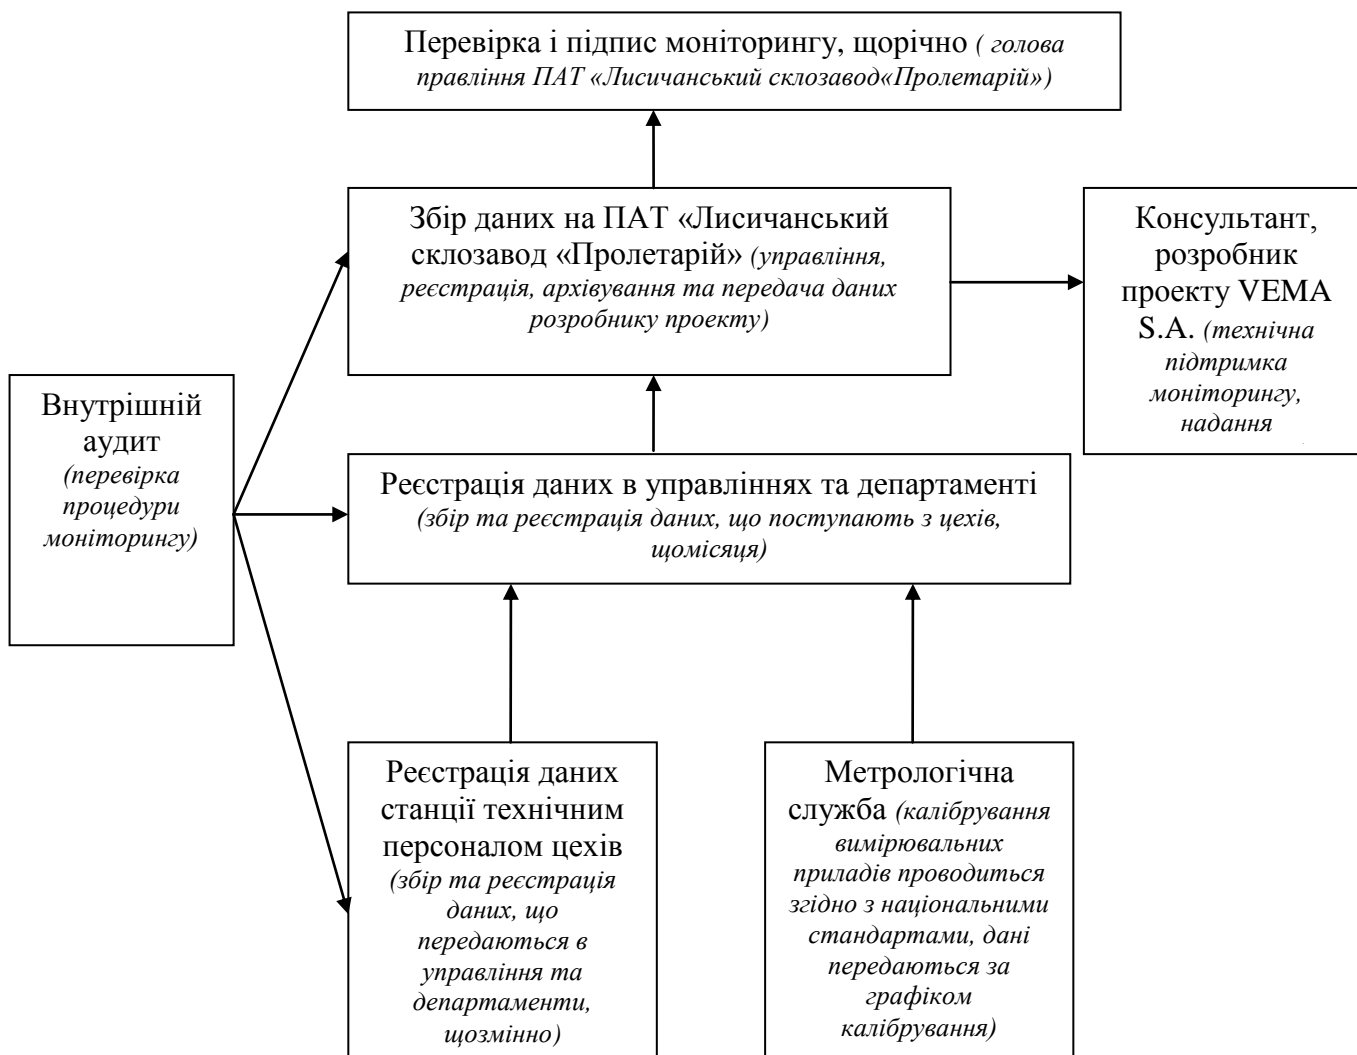 Перевірка і підпис моніторингу, щорічно ( голова
правління ПАТ «Лисичанський склозавод«Пролетарій»)
Збір даних на ПАТ «Лисичанський
склозавод «Пролетарій» (управління,
реєстрація, архівування та передача даних
розробнику проекту)
Консультант,
розробник
проекту VEMA
S.A. (технічна
підтримка
моніторингу,
надання
Внутрішній
аудит
(перевірка
процедури
моніторингу)
Реєстрація даних в управліннях та департаменті
(збір та реєстрація даних, що поступають з цехів,
щомісяця)
Реєстрація даних
станції технічним
персоналом цехів
(збір та реєстрація
даних, що
передаються в
управління та
департаменти,
щозмінно)
Метрологічна
служба (калібрування
вимірювальних
приладів проводиться
згідно з національними
стандартами, дані
передаються за
графіком
калібрування)